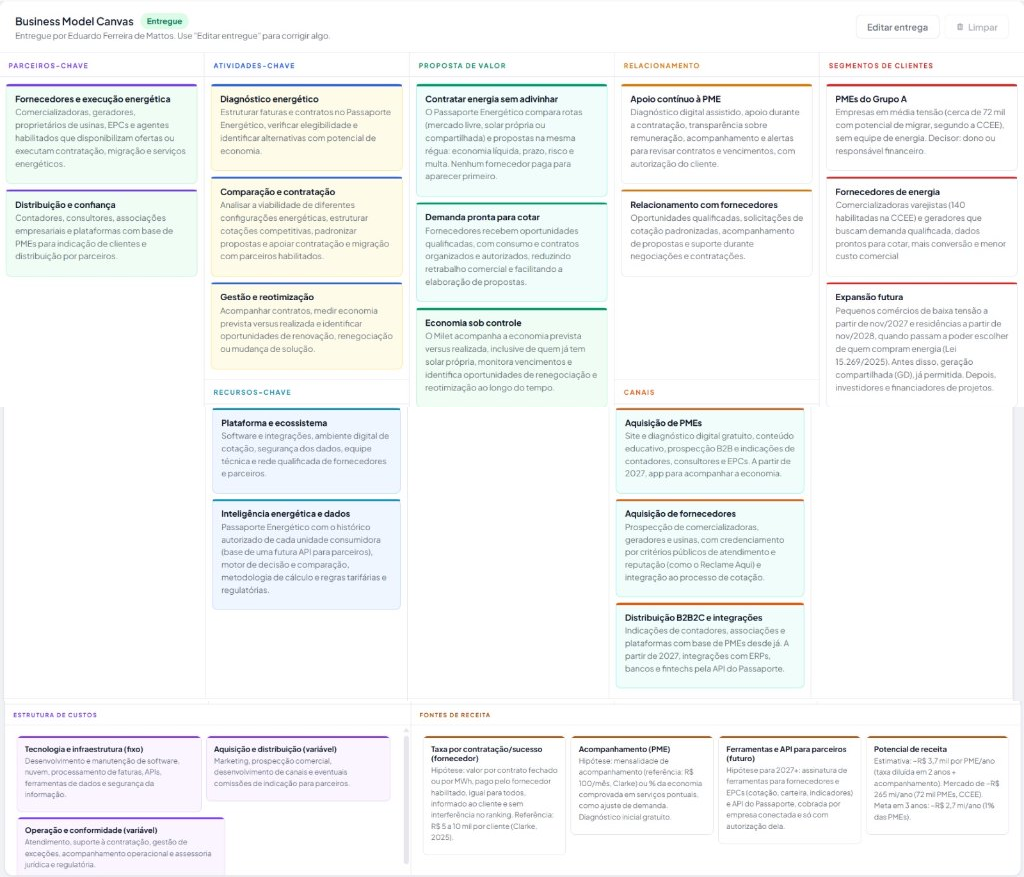 Business Model Canvas Entregue
Entregue por Eduardo Ferreira de Mattos. Use "Editar entregue" para corrigir algo.
Editar entrega
Limpar
PARCEIROS-CHAVE
Fornecedores e execução energética
Comercializadoras, geradores,
proprietários de usinas, EPCs e agentes
habilitados que disponibilizam ofertas ou
executam contratação, migração e serviços
energéticos.
Distribuição e confiança
Contadores, consultores, associações
empresariais e plataformas com base de
PMEs para indicação de clientes e
distribuição por parceiros.
ATIVIDADES-CHAVE
Diagnóstico energético
Estruturar faturas e contratos no Passaporte
Energético, verificar elegibilidade e
identificar alternativas com potencial de
economia.
Comparação e contratação
Analisar a viabilidade de diferentes
configurações energéticas, estruturar
cotações competitivas, padronizar
propostas e apoiar contratação e migração
com parceiros habilitados.
Gestão e reotimização
Acompanhar contratos, medir economia
prevista versus realizada e identificar
oportunidades de renovação, renegociação
ou mudança de solução.
RECURSOS-CHAVE
Plataforma e ecossistema
Software e integrações, ambiente digital de
cotação, segurança dos dados, equipe
técnica e rede qualificada de fornecedores
e parceiros.
Inteligência energética e dados
Passaporte Energético com o histórico
autorizado de cada unidade consumidora
(base de uma futura API para parceiros),
motor de decisão e comparação,
metodologia de cálculo e regras tarifárias e
regulatórias.
PROPOSTA DE VALOR
Contratar energia sem adivinhar
O Passaporte Energético compara rotas
(mercado livre, solar própria ou
compartilhada) e propostas na mesma
régua: economia líquida, prazo, risco e
multa. Nenhum fornecedor paga para
aparecer primeiro.
Demanda pronta para cotar
Fornecedores recebem oportunidades
qualificadas, com consumo e contratos
organizados e autorizados, reduzindo
retrabalho comercial e facilitando a
elaboração de propostas.
Economia sob controle
O Milet acompanha a economia prevista
versus realizada, inclusive de quem já tem
solar própria, monitora vencimentos e
identifica oportunidades de renegociação e
reotimização ao longo do tempo.
RELACIONAMENTO
Apoio contínuo à PME
Diagnóstico digital assistido, apoio durante
a contratação, transparência sobre
remuneração, acompanhamento e alertas
para revisar contratos e vencimentos, com
autorização do cliente.
Relacionamento com fornecedores
Oportunidades qualificadas, solicitações de
cotação padronizadas, acompanhamento
de propostas e suporte durante
negociações e contratações.
CANAIS
Aquisição de PMEs
Site e diagnóstico digital gratuito, conteúdo
educativo, prospecção B2B e indicações de
contadores, consultores e EPCs. A partir de
2027, app para acompanhar a economia.
Aquisição de fornecedores
Prospecção de comercializadoras,
geradores e usinas, com credenciamento
por critérios públicos de atendimento e
reputação (como o Reclame Aqui) e
integração ao processo de cotação.
Distribuição B2B2C e integrações
Indicações de contadores, associações e
plataformas com base de PMEs desde já. A
partir de 2027, integrações com ERPs,
bancos e fintechs pela API do Passaporte.
SEGMENTOS DE CLIENTES
PMEs do Grupo A
Empresas em média tensão (cerca de 72 mil
com potencial de migrar, segundo a CCEE),
sem equipe de energia. Decisor: dono ou
responsável financeiro.
Fornecedores de energia
Comercializadoras varejistas (140
habilitadas na CCEE) e geradores que
buscam demanda qualificada, dados
prontos para cotar, mais conversão e menor
custo comercial
Expansão futura
Pequenos comércios de baixa tensão a
partir de nov/2027 e residências a partir de
nov/2028, quando passam a poder escolher
de quem compram energia (Lei
15.269/2025). Antes disso, geração
compartilhada (GD), já permitida. Depois,
investidores e financiadores de projetos.
ESTRUTURA DE CUSTOS
Tecnologia e infraestrutura (fixo)
Desenvolvimento e manutenção de software,
nuvem, processamento de faturas, APIs,
ferramentas de dados e segurança da
informação.
Aquisição e distribuição (variável)
Marketing, prospecção comercial,
desenvolvimento de canais e eventuais
comissões de indicação para parceiros.
Operação e conformidade (variável)
Atendimento, suporte à contratação, gestão de
exceções, acompanhamento operacional e assessoria
jurídica e regulatória.
FONTES DE RECEITA
Taxa por contratação/sucesso
(fornecedor)
Hipótese: valor por contrato fechado
ou por MWh, pago pelo fornecedor
habilitado, igual para todos,
informado ao cliente e sem
interferência no ranking. Referência:
R$ 5 a 10 mil por cliente (Clarke,
2025).
Acompanhamento (PME)
Hipótese: mensalidade de
acompanhamento (referência: R$
100/mês, Clarke) ou % da economia
comprovada em serviços pontuais,
como ajuste de demanda.
Diagnóstico inicial gratuito.
Ferramentas e API para parceiros
(futuro)
Hipótese para 2027+: assinatura de
ferramentas para fornecedores e
EPCs (cotação, carteira, indicadores)
e API do Passaporte, cobrada por
empresa conectada e só com
autorização dela.
Potencial de receita
Estimativa: ~R$ 3,7 mil por PME/ano
(taxa diluída em 2 anos +
acompanhamento). Mercado de ~R$
265 mi/ano (72 mil PMEs, CCEE).
Meta em 3 anos: ~R$ 2,7 mi/ano (1%
das PMEs).